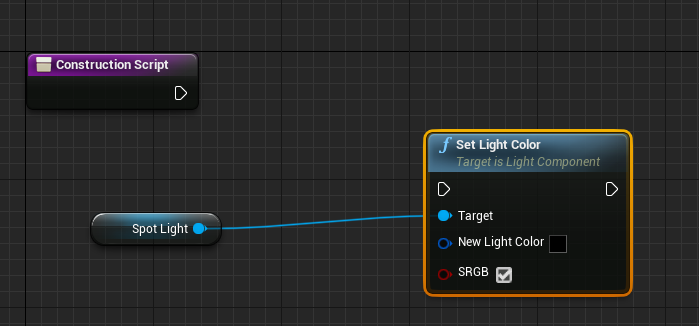 Construction Script
Set Light Color
Target is Light Component
Spot Light
Target
New Light Color
SRGB